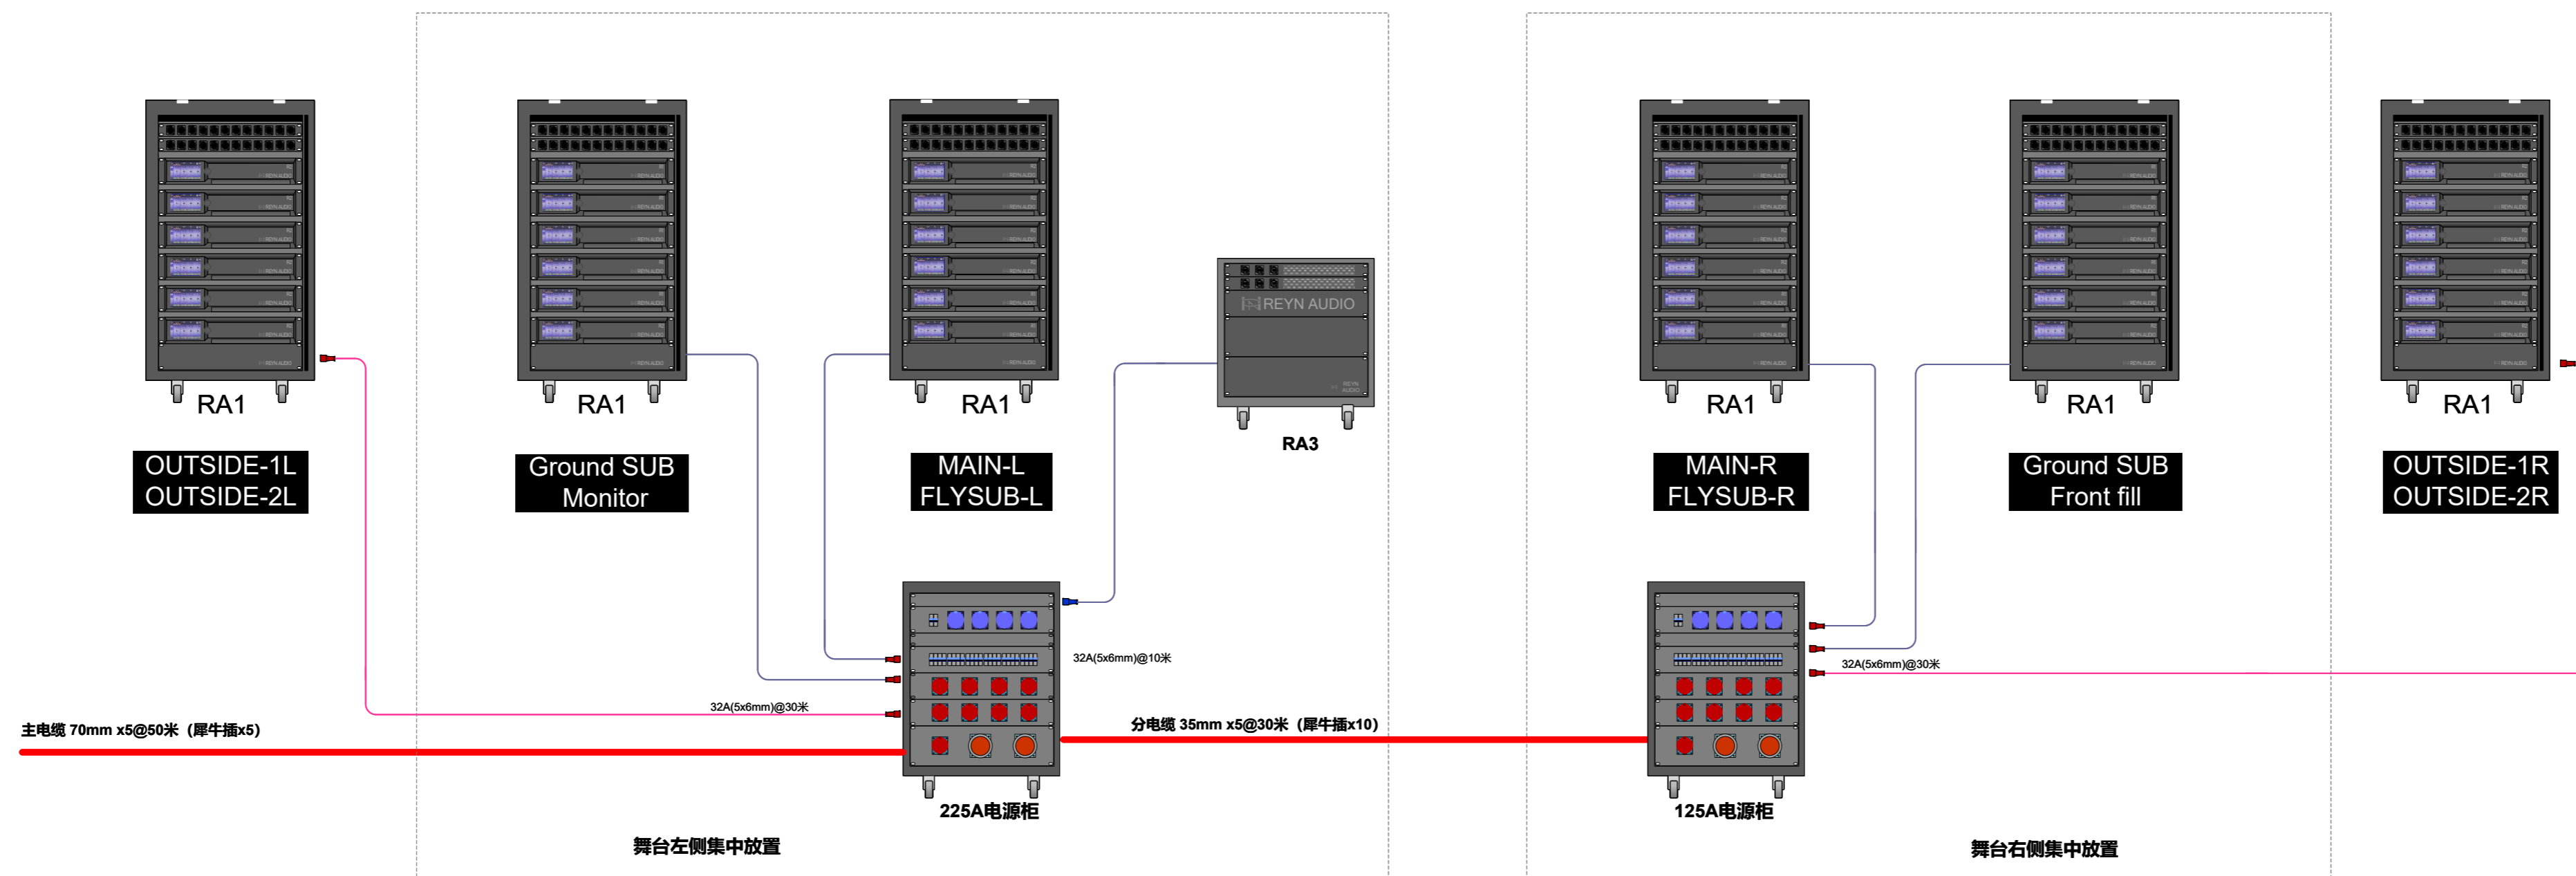 RA1
OUTSIDE-1L
OUTSIDE-2L
RA1
Ground SUB
Monitor
RA1
MAIN-L
FLYSUB-L
REYN AUDIO
REYN
AUDIO
RA3
RA1
MAIN-R
FLYSUB-R
RA1
Ground SUB
Front fill
RA1
OUTSIDE-1R
OUTSIDE-2R
32A(5x6mm)@10米
32A(5x6mm)@30米
32A(5x6mm)@30米
主电缆 70mm x5@50米（犀牛插x5）
分电缆 35mm x5@30米（犀牛插x10）
225A电源柜
125A电源柜
舞台左侧集中放置
舞台右侧集中放置